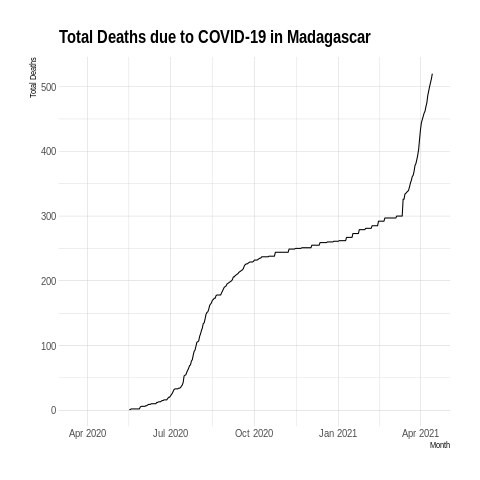 Total Deaths due to COVID-19 in Madagascar
Total Deaths
500
400
300
200
100
0
Apr 2020 Jul 2020 Oct 2020 Jan 2021 Apr 2021
Month